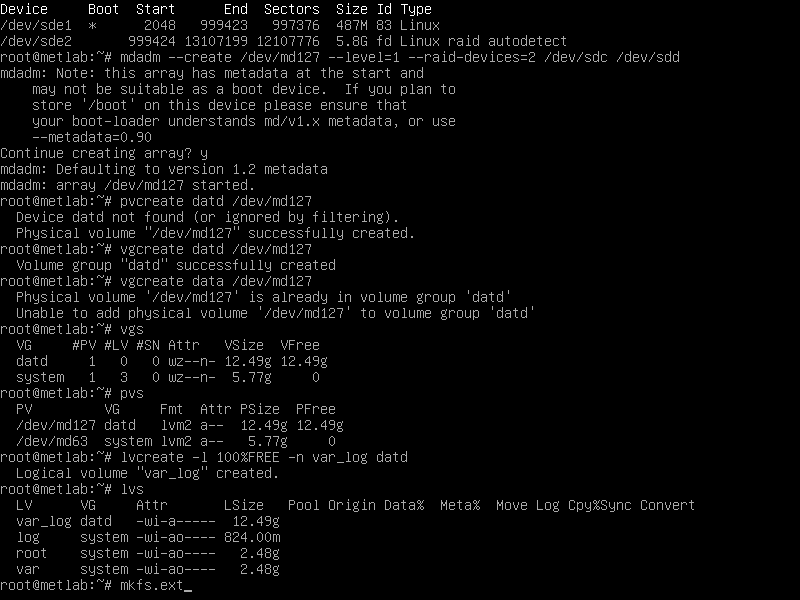 Device     Boot  Start      End  Sectors  Size Id Type
/dev/sde1  *      2048   999423   997376  487M 83 Linux
/dev/sde2       999424 13107199 12107776  5.8G fd Linux raid autodetect
root@metlab:~# mdadm --create /dev/md127 --level=1 --raid-devices=2 /dev/sdc /dev/sdd
mdadm: Note: this array has metadata at the start and
    may not be suitable as a boot device.  If you plan to
    store '/boot' on this device please ensure that
    your boot-loader understands md/v1.x metadata, or use
    --metadata=0.90
Continue creating array? y
mdadm: Defaulting to version 1.2 metadata
mdadm: array /dev/md127 started.
root@metlab:~# pvcreate datd /dev/md127
  Device datd not found (or ignored by filtering).
  Physical volume "/dev/md127" successfully created.
root@metlab:~# vgcreate datd /dev/md127
  Volume group "datd" successfully created
root@metlab:~# vgcreate data /dev/md127
  Physical volume '/dev/md127' is already in volume group 'datd'
  Unable to add physical volume '/dev/md127' to volume group 'datd'
root@metlab:~# vgs
  VG     #PV #LV #SN Attr   VSize  VFree
  datd     1   0   0 wz--n- 12.49g 12.49g
  system   1   3   0 wz--n-  5.77g     0
root@metlab:~# pvs
  PV         VG     Fmt  Attr PSize  PFree
  /dev/md127 datd   lvm2 a--  12.49g 12.49g
  /dev/md63  system lvm2 a--   5.77g     0
root@metlab:~# lvcreate -l 100%FREE -n var_log datd
  Logical volume "var_log" created.
root@metlab:~# lvs
  LV      VG     Attr       LSize   Pool Origin Data%  Meta%  Move Log Cpy%Sync Convert
  var_log datd   -wi-a-----  12.49g
  log     system -wi-ao---- 824.00m
  root    system -wi-ao----   2.48g
  var     system -wi-ao----   2.48g
root@metlab:~# mkfs.ext_